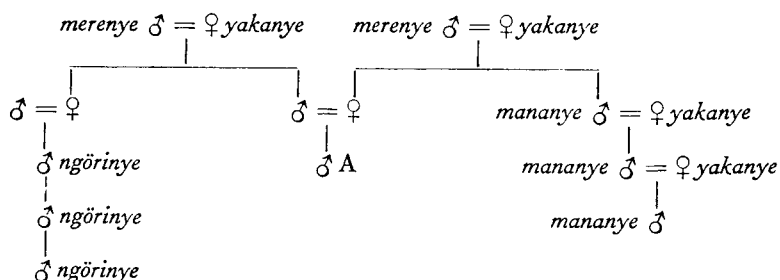 merenye ♂ = ♀ yakanye merenye ♂ = ♀ yakanye
♂ = ♀ ♂ = ♀ mananye ♂ = ♀ yakanye
♂ ngörinye ♂ A mananye ♂ = ♀ yakanye
♂ ngörinye mananye ♂
♂ ngörinye